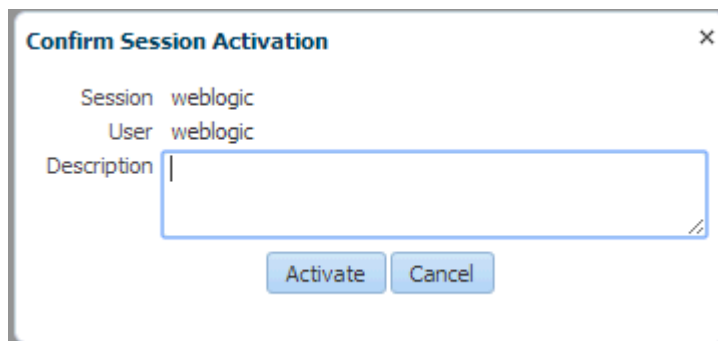 Confirm Session Activation
Session weblogic
User weblogic
Description
Activate Cancel